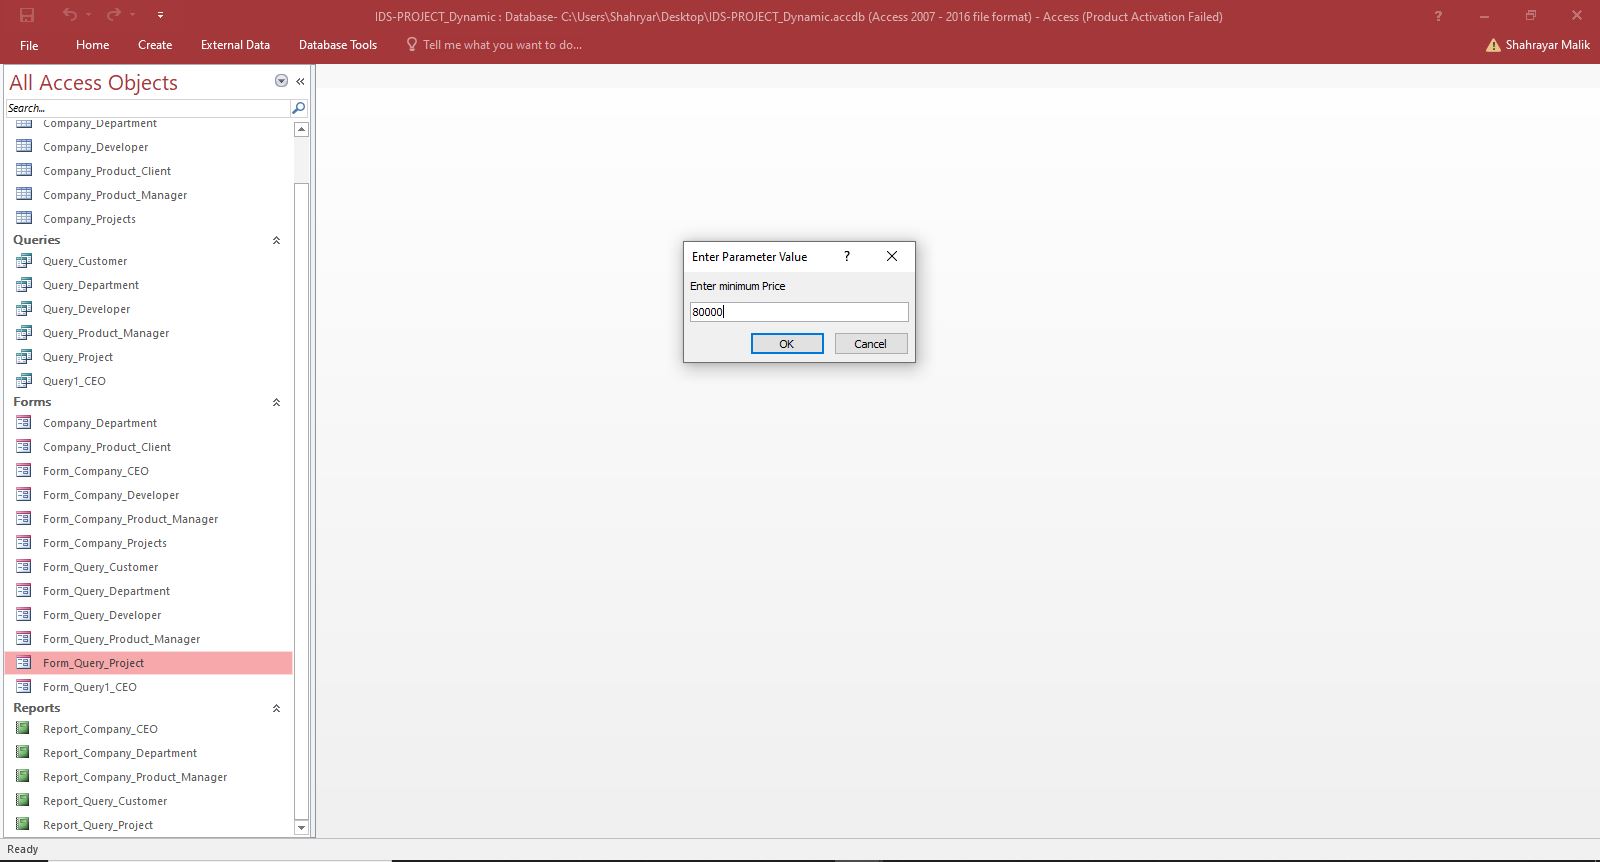 IDS-PROJECT_Dynamic : Database- C:\Users\Shahryar\Desktop\IDS-PROJECT_Dynamic.accdb (Access 2007 - 2016 file format) - Access (Product Activation Failed)
?
File Home Create External Data Database Tools Tell me what you want to do... Shahrayar Malik
All Access Objects
Search...
Company_Department
Company_Developer
Company_Product_Client
Company_Product_Manager
Company_Projects
Queries
Query_Customer
Query_Department
Query_Developer
Query_Product_Manager
Query_Project
Query1_CEO
Forms
Company_Department
Company_Product_Client
Form_Company_CEO
Form_Company_Developer
Form_Company_Product_Manager
Form_Company_Projects
Form_Query_Customer
Form_Query_Department
Form_Query_Developer
Form_Query_Product_Manager
Form_Query_Project
Form_Query1_CEO
Reports
Report_Company_CEO
Report_Company_Department
Report_Company_Product_Manager
Report_Query_Customer
Report_Query_Project
Enter Parameter Value ?
Enter minimum Price
80000
OK Cancel
Ready